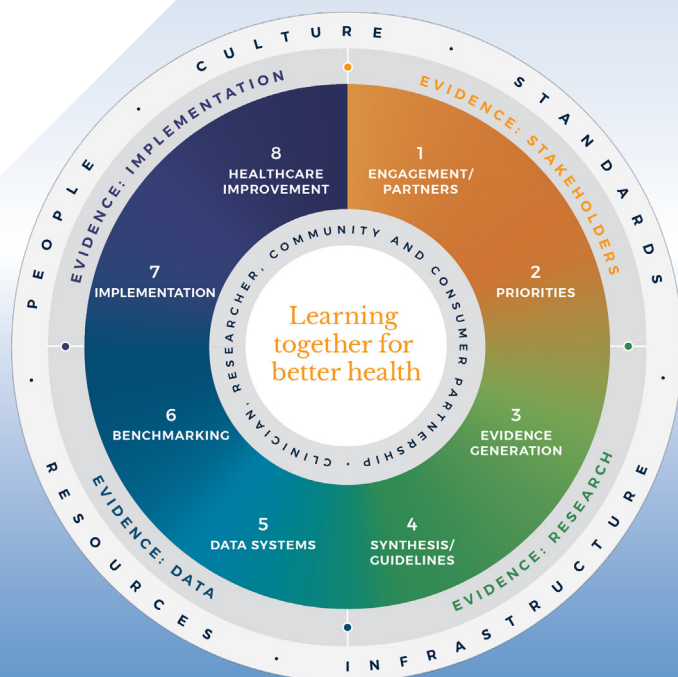 PEOPLE · CULTURE · STANDARDS · INFRASTRUCTURE · RESOURCES ·
EVIDENCE: STAKEHOLDERS
EVIDENCE: RESEARCH
EVIDENCE: DATA
EVIDENCE: IMPLEMENTATION
1
ENGAGEMENT/
PARTNERS
2
PRIORITIES
3
EVIDENCE
GENERATION
4
SYNTHESIS/
GUIDELINES
5
DATA SYSTEMS
6
BENCHMARKING
7
IMPLEMENTATION
8
HEALTHCARE
IMPROVEMENT
CLINICIAN, RESEARCHER, COMMUNITY AND CONSUMER PARTNERSHIP ·
Learning
together for
better health